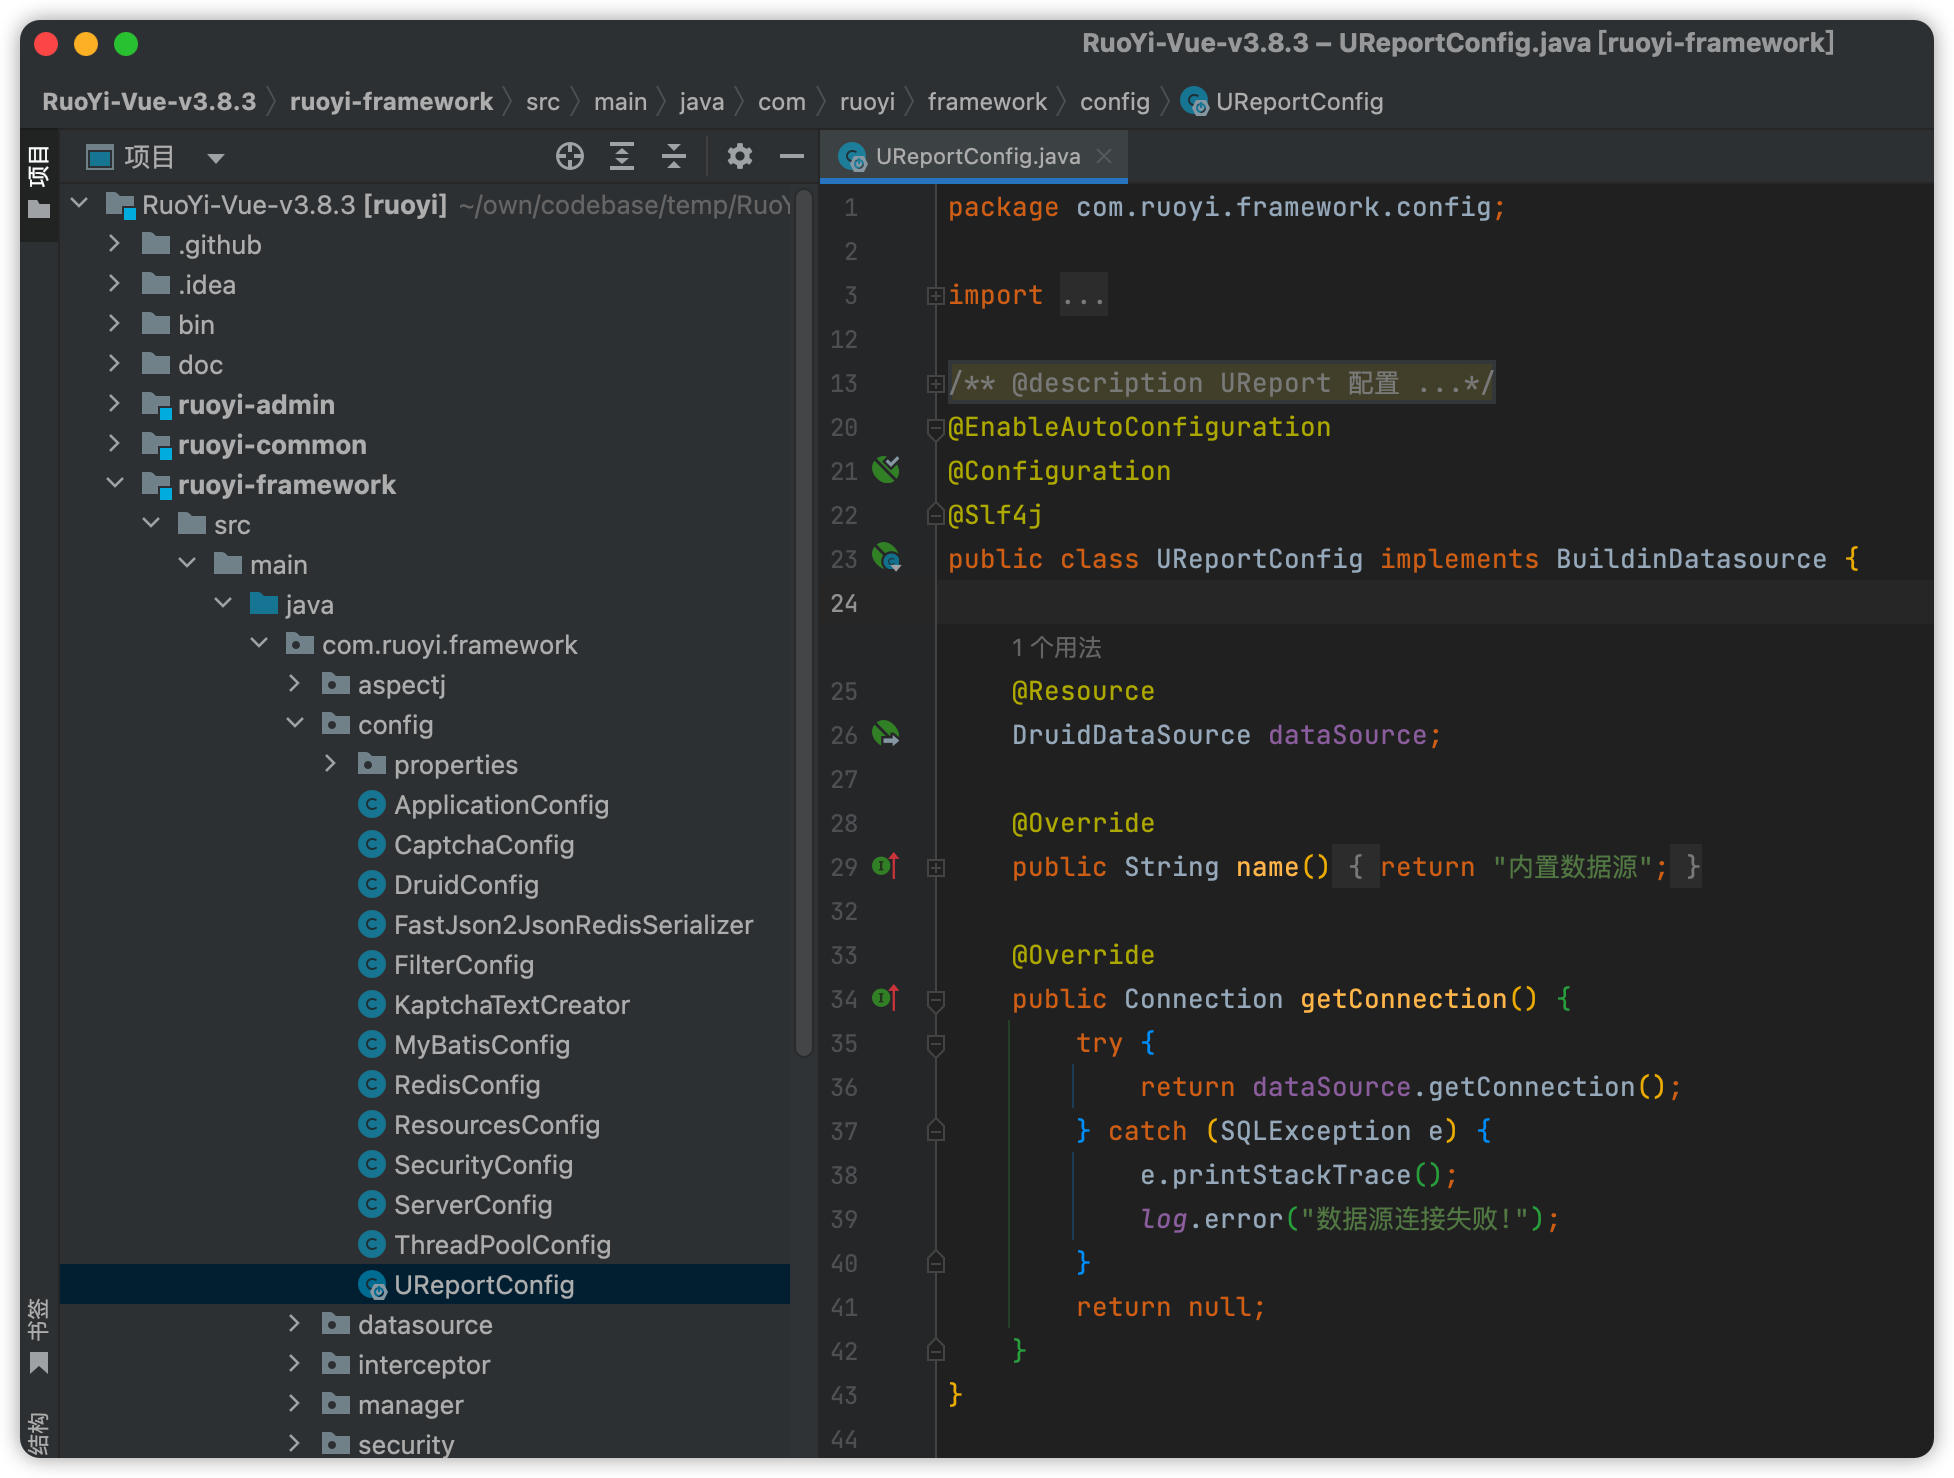 RuoYi-Vue-v3.8.3 – UReportConfig.java [ruoyi-framework]
RuoYi-Vue-v3.8.3 ruoyi-framework src main java com ruoyi framework config UReportConfig
项目
书签
结构
项目
RuoYi-Vue-v3.8.3 [ruoyi] ~/own/codebase/temp/RuoY
.github
.idea
bin
doc
ruoyi-admin
ruoyi-common
ruoyi-framework
src
main
java
com.ruoyi.framework
aspectj
config
properties
ApplicationConfig
CaptchaConfig
DruidConfig
FastJson2JsonRedisSerializer
FilterConfig
KaptchaTextCreator
MyBatisConfig
RedisConfig
ResourcesConfig
SecurityConfig
ServerConfig
ThreadPoolConfig
UReportConfig
datasource
interceptor
manager
security
UReportConfig.java
1 package com.ruoyi.framework.config;
2
3 import ...
12
13 /** @description UReport 配置 ...*/
20 @EnableAutoConfiguration
21 @Configuration
22 @Slf4j
23 public class UReportConfig implements BuildinDatasource {
24
1 个用法
25 @Resource
26 DruidDataSource dataSource;
27
28 @Override
29 public String name() { return "内置数据源"; }
32
33 @Override
34 public Connection getConnection() {
35 try {
36 return dataSource.getConnection();
37 } catch (SQLException e) {
38 e.printStackTrace();
39 log.error("数据源连接失败!");
40 }
41 return null;
42 }
43 }
44